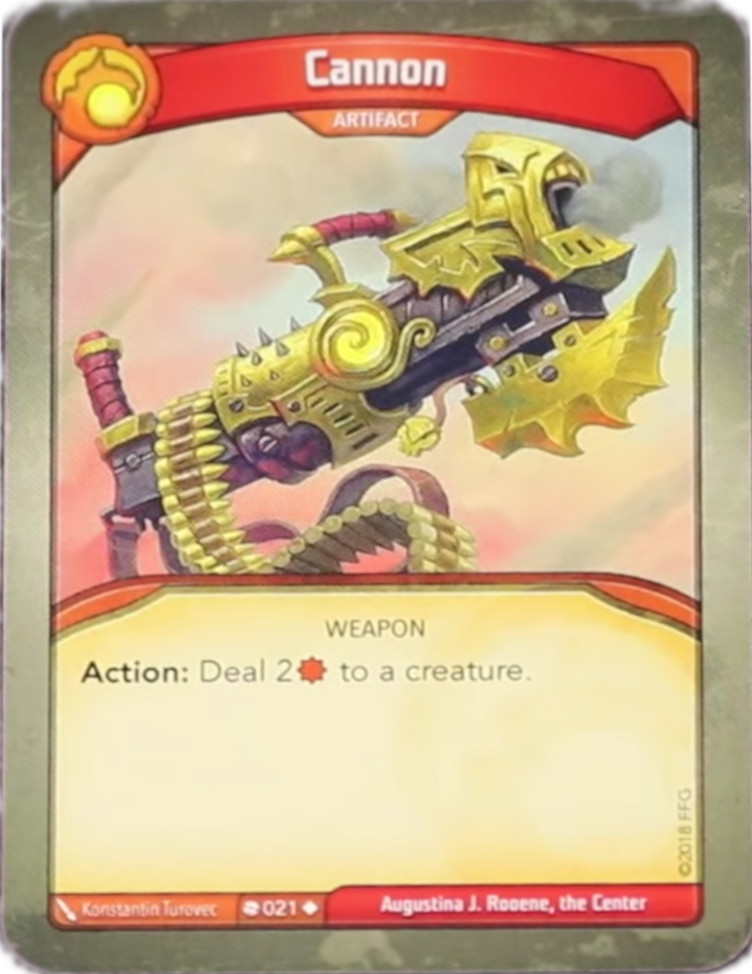 Cannon
ARTIFACT
WEAPON
Action: Deal 2 to a creature.
©2018 FFG
Konstantin Turovec 021 Augustina J. Rooene, the Center